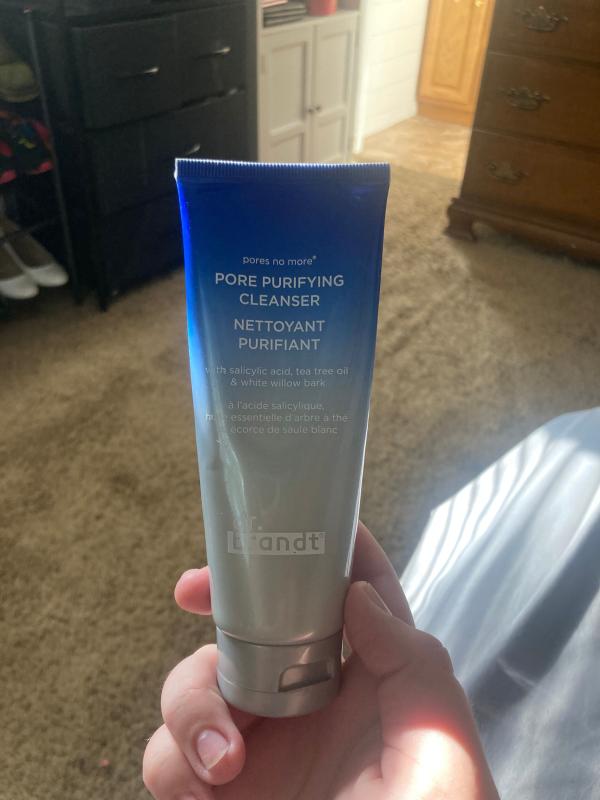 pores no more®
PORE PURIFYING
CLEANSER
NETTOYANT
PURIFIANT
with salicylic acid, tea tree oil
& white willow bark
à l'acide salicylique,
essentielle d'arbre à thé
écorce de saule blanc
dr.
brandt®